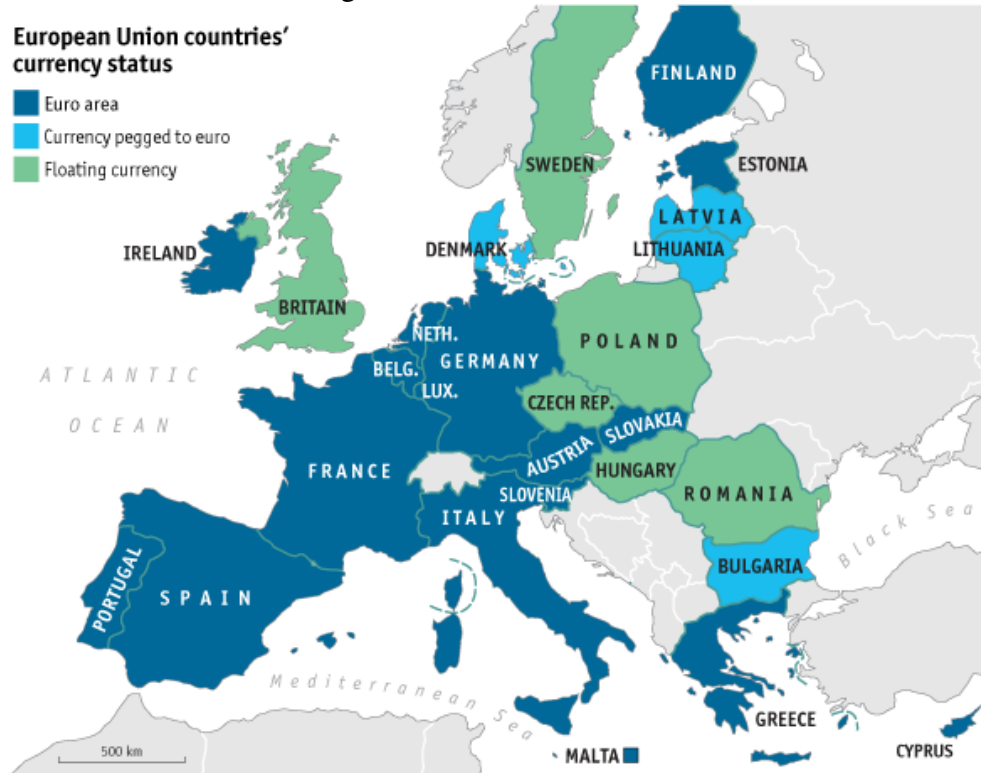 European Union countries'
currency status
Euro area
Currency pegged to euro
Floating currency
FINLAND
SWEDEN
ESTONIA
LATVIA
LITHUANIA
DENMARK
IRELAND
BRITAIN
NETH.
GERMANY
POLAND
BELG.
LUX.
ATLANTIC
OCEAN
CZECH REP.
SLOVAKIA
AUSTRIA
HUNGARY
FRANCE
SLOVENIA
ROMANIA
ITALY
Black Sea
BULGARIA
PORTUGAL
SPAIN
Mediterranean Sea
GREECE
500 km
MALTA
CYPRUS